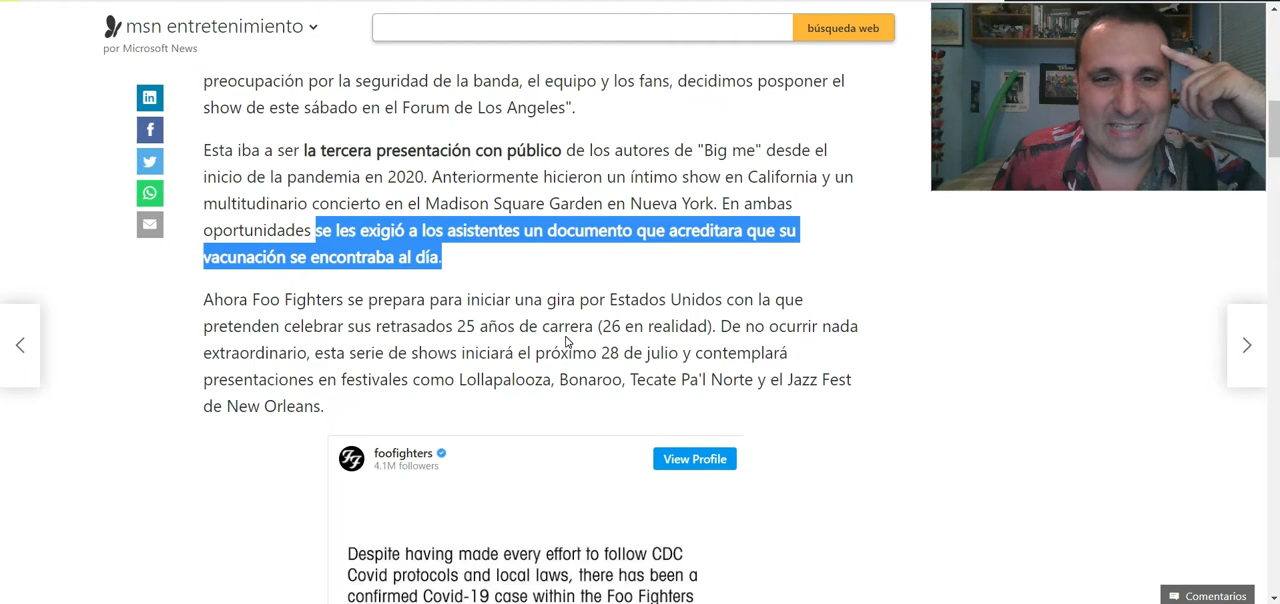 msn entretenimiento
por Microsoft News
búsqueda web
preocupación por la seguridad de la banda, el equipo y los fans, decidimos posponer el
show de este sábado en el Forum de Los Angeles".
Esta iba a ser la tercera presentación con público de los autores de "Big me" desde el
inicio de la pandemia en 2020. Anteriormente hicieron un íntimo show en California y un
multitudinario concierto en el Madison Square Garden en Nueva York. En ambas
oportunidades se les exigió a los asistentes un documento que acreditara que su
vacunación se encontraba al día.
Ahora Foo Fighters se prepara para iniciar una gira por Estados Unidos con la que
pretenden celebrar sus retrasados 25 años de carrera (26 en realidad). De no ocurrir nada
extraordinario, esta serie de shows iniciará el próximo 28 de julio y contemplará
presentaciones en festivales como Lollapalooza, Bonaroo, Tecate Pa'l Norte y el Jazz Fest
de New Orleans.
foofighters
4.1M followers
View Profile
Despite having made every effort to follow CDC
Covid protocols and local laws, there has been a
confirmed Covid-19 case within the Foo Fighters
Comentarios